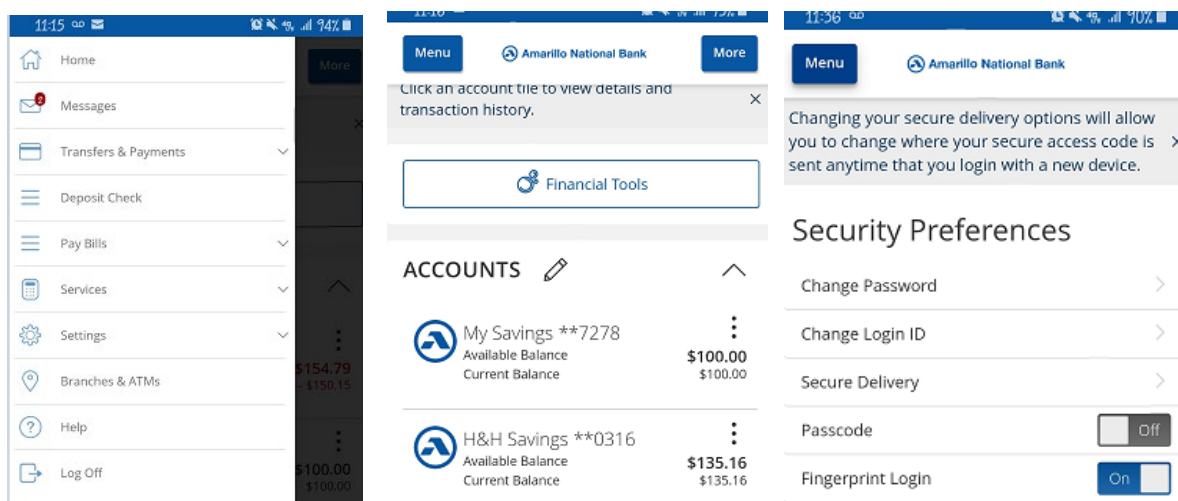 11:15
94%
Home
More
2
Messages
Transfers & Payments
Deposit Check
Pay Bills
Services
Settings
$154.79
- $150.15
Branches & ATMs
Help
$100.00
$100.00
Log Off
Menu
Amarillo National Bank
More
Click an account tile to view details and
transaction history.
Financial Tools
ACCOUNTS
My Savings **7278
Available Balance
$100.00
Current Balance
$100.00
H&H Savings **0316
Available Balance
$135.16
Current Balance
$135.16
11:36
90%
Menu
Amarillo National Bank
Changing your secure delivery options will allow
you to change where your secure access code is
sent anytime that you login with a new device.
Security Preferences
Change Password
Change Login ID
Secure Delivery
Passcode
Off
Fingerprint Login
On